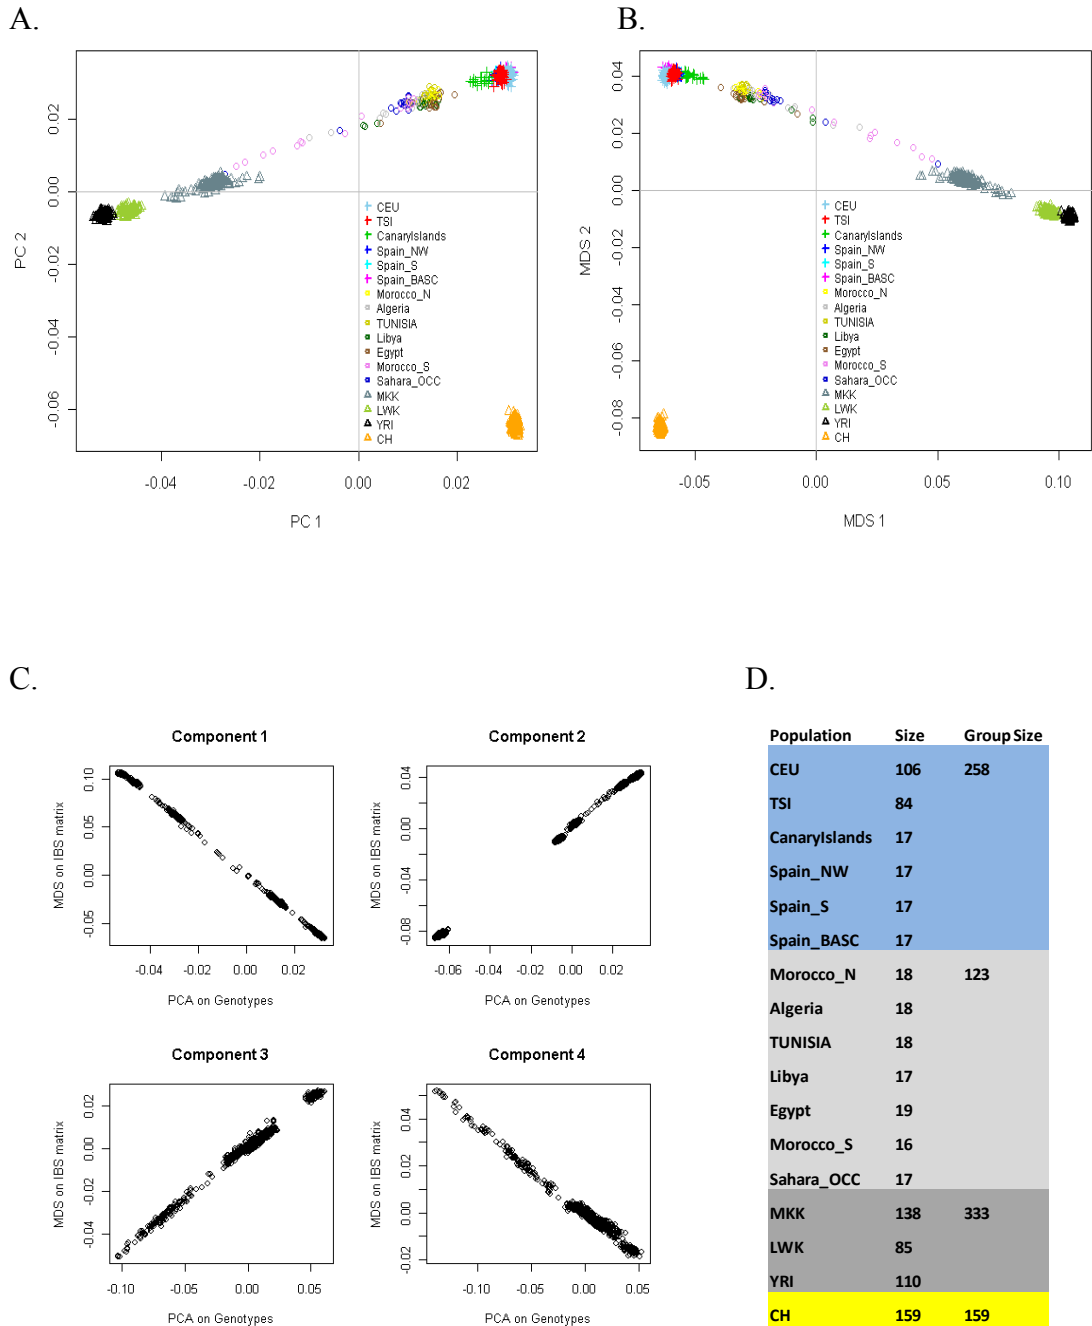 A.
B.
PC 2
0.02
0.00
-0.02
-0.04
-0.06
-0.04
-0.02
0.00
0.02
PC 1
CEU
TSI
CanaryIslands
Spain_NW
Spain_S
Spain_BASC
Morocco_N
Algeria
TUNISIA
Libya
Egypt
Morocco_S
Sahara_OCC
MKK
LWK
YRI
CH
MDS 2
0.04
0.02
0.00
-0.02
-0.04
-0.06
-0.08
-0.05
0.00
0.05
0.10
MDS 1
CEU
TSI
CanaryIslands
Spain_NW
Spain_S
Spain_BASC
Morocco_N
Algeria
TUNISIA
Libya
Egypt
Morocco_S
Sahara_OCC
MKK
LWK
YRI
CH
C.
Component 1
MDS on IBS matrix
0.10
0.05
0.00
-0.05
-0.04
-0.02
0.00
0.02
PCA on Genotypes
Component 2
MDS on IBS matrix
0.04
0.00
-0.04
-0.08
-0.06
-0.04
-0.02
0.00
0.02
PCA on Genotypes
Component 3
MDS on IBS matrix
0.02
0.00
-0.02
-0.04
-0.10
-0.05
0.00
0.05
PCA on Genotypes
Component 4
MDS on IBS matrix
0.04
0.02
0.00
-0.02
-0.10
-0.05
0.00
0.05
PCA on Genotypes
D.
Population Size Group Size
CEU 106 258
TSI 84
CanaryIslands 17
Spain_NW 17
Spain_S 17
Spain_BASC 17
Morocco_N 18 123
Algeria 18
TUNISIA 18
Libya 17
Egypt 19
Morocco_S 16
Sahara_OCC 17
MKK 138 333
LWK 85
YRI 110
CH 159 159